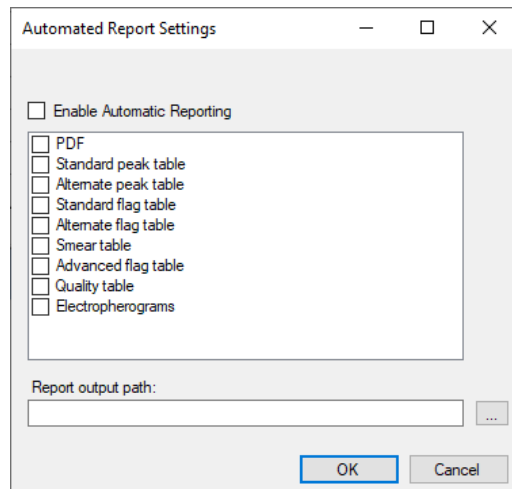 Automated Report Settings
Enable Automatic Reporting
PDF
Standard peak table
Alternate peak table
Standard flag table
Alternate flag table
Smear table
Advanced flag table
Quality table
Electropherograms
Report output path:
...
OK Cancel